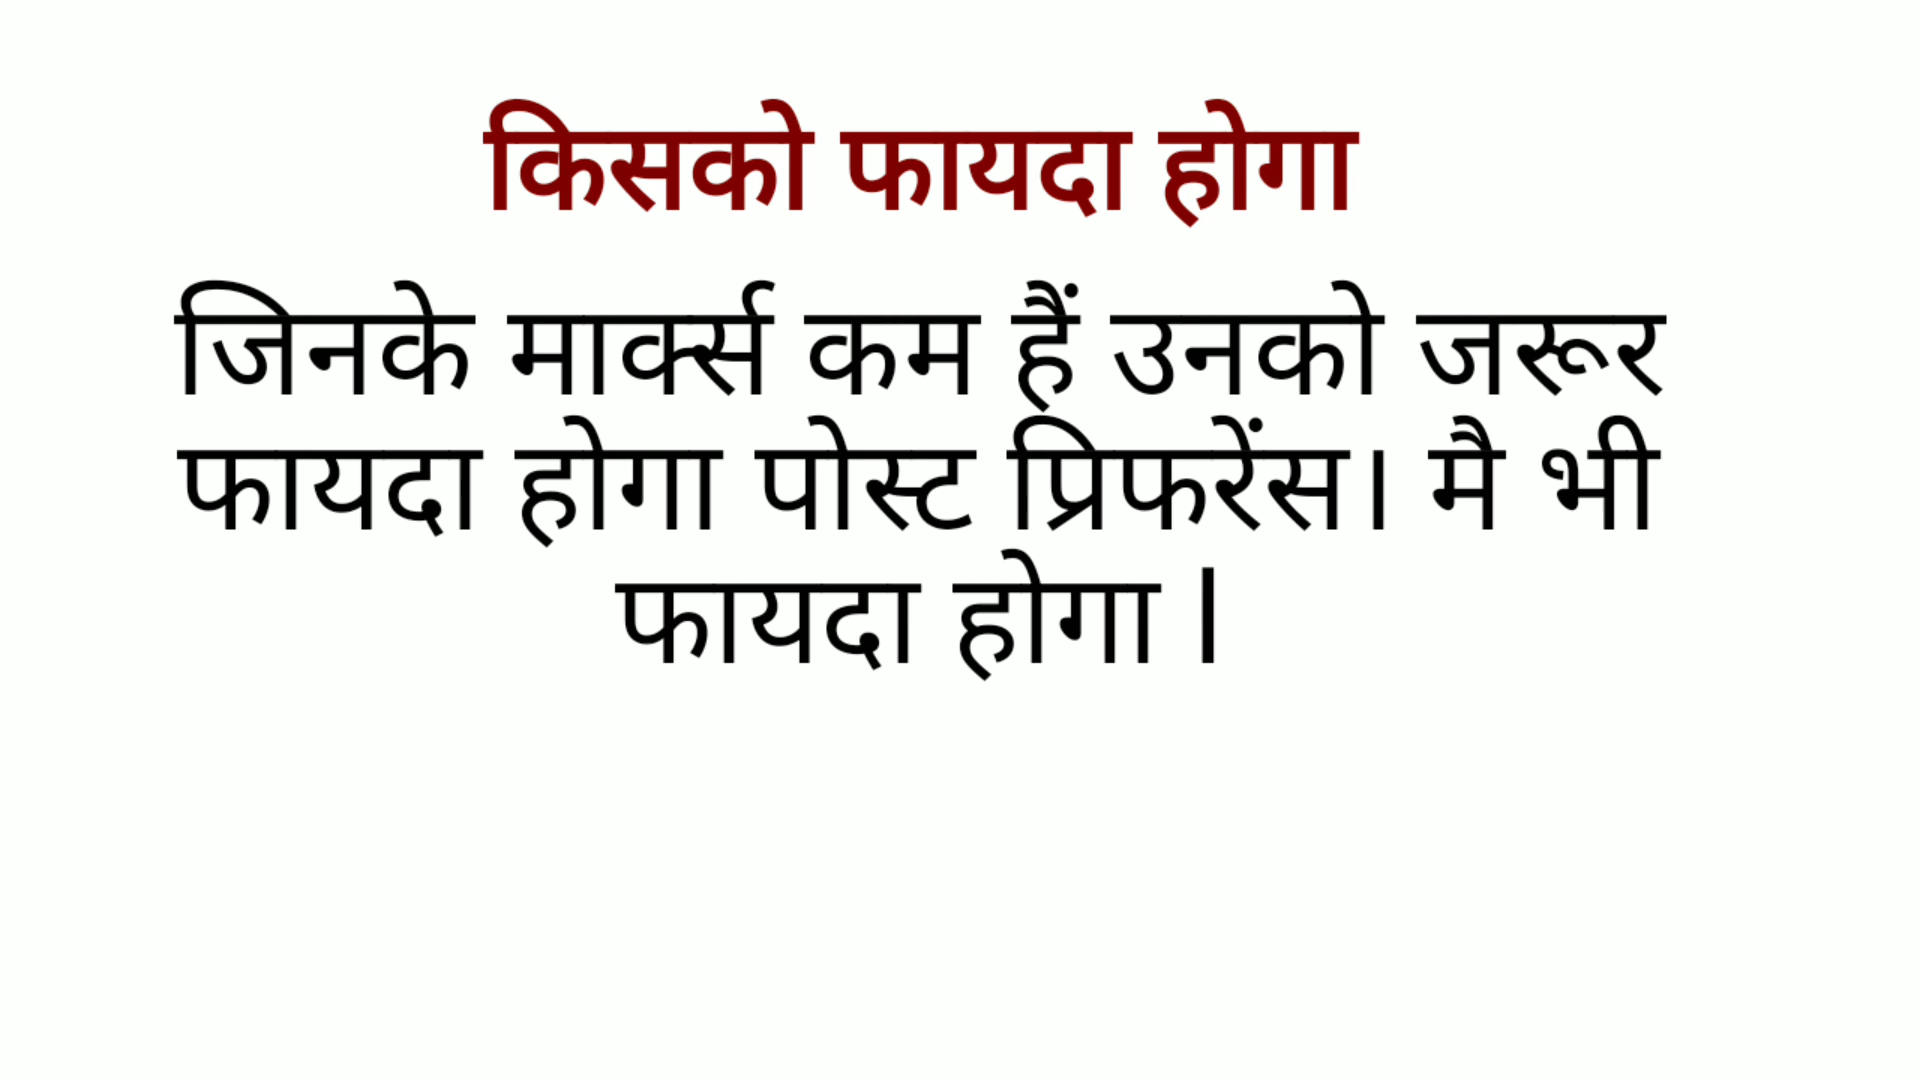 किसको फायदा होगा
जिनके मार्क्स कम हैं उनको जरूर
फायदा होगा पोस्ट प्रिफरेंस। मै भी
फायदा होगा l